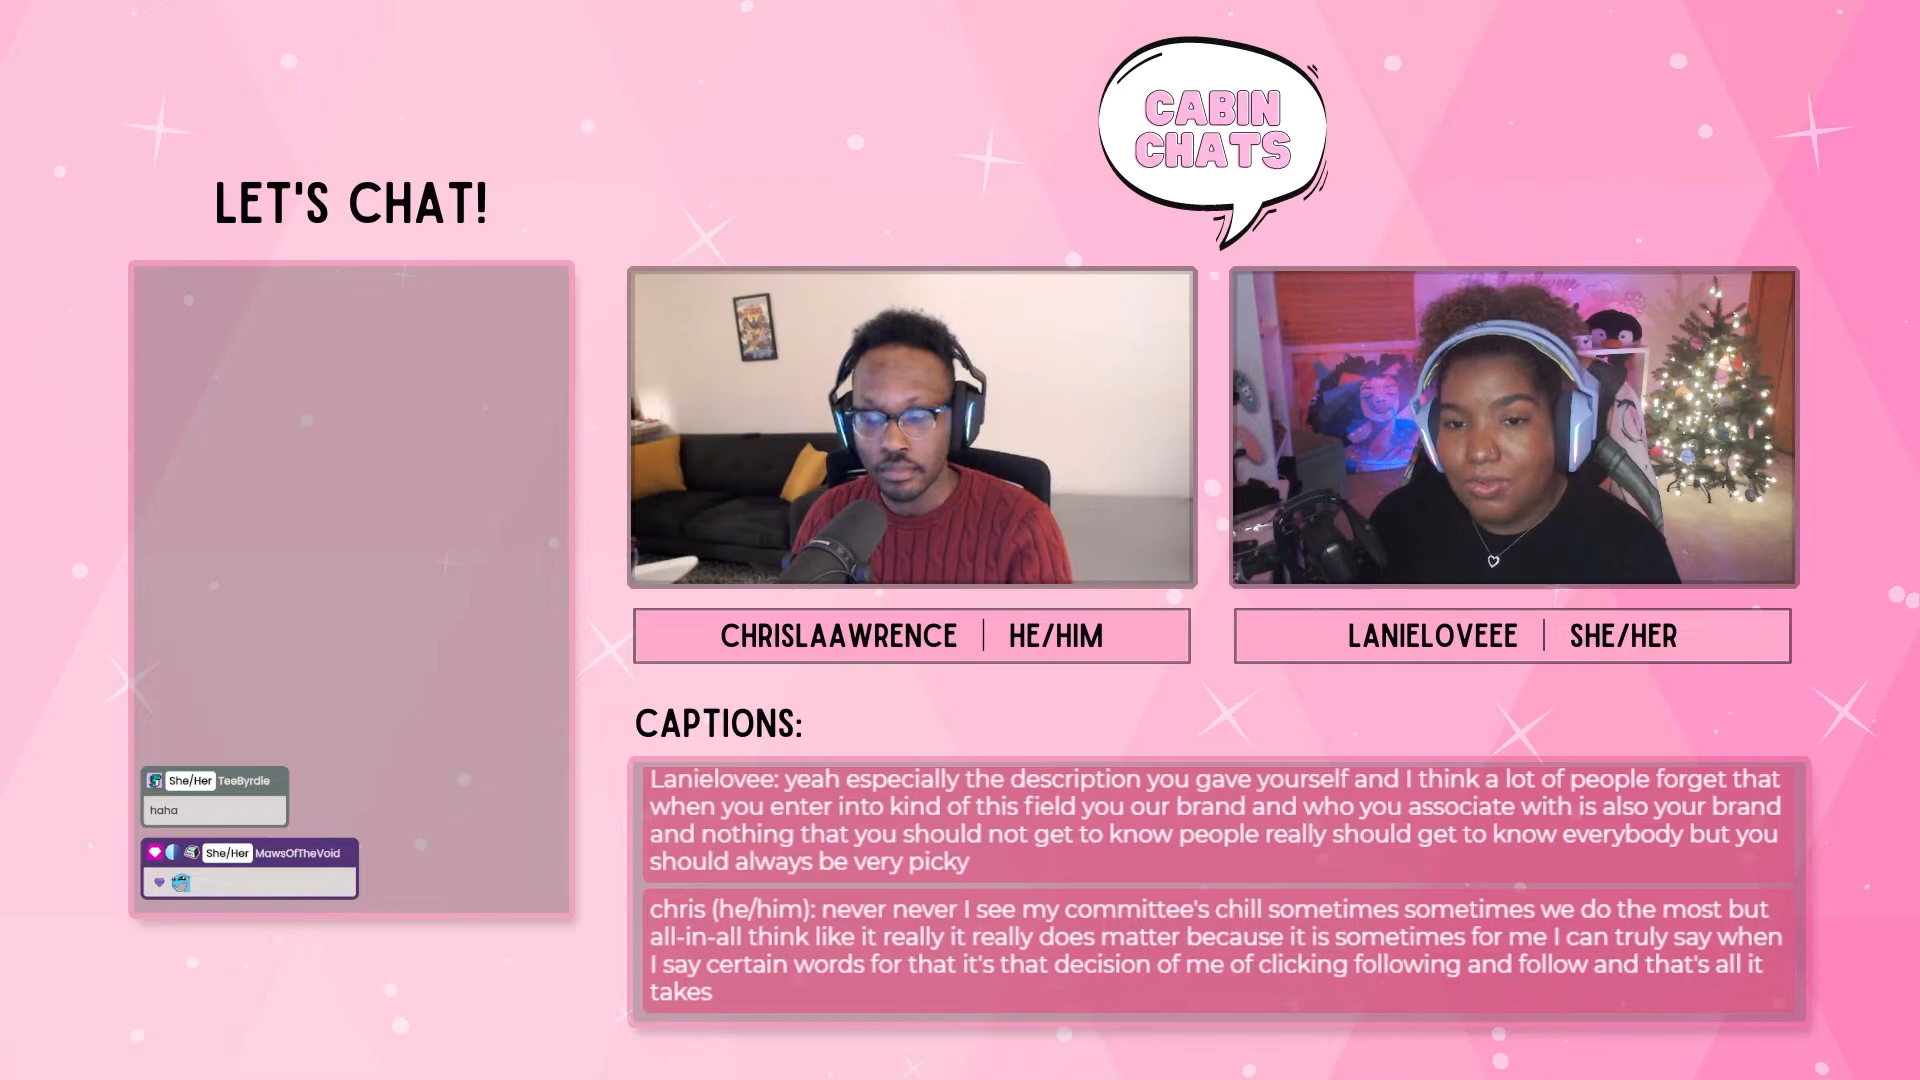 CABIN
CHATS
LET'S CHAT!
She/Her TeeByrdie
haha
She/Her MawsOfTheVoid
CHRISLAAWRENCE | HE/HIM
LANIELOVEEE | SHE/HER
CAPTIONS:
Lanielovee: yeah especially the description you gave yourself and I think a lot of people forget that
when you enter into kind of this field you our brand and who you associate with is also your brand
and nothing that you should not get to know people really should get to know everybody but you
should always be very picky
chris (he/him): never never I see my committee's chill sometimes sometimes we do the most but
all-in-all think like it really it really does matter because it is sometimes for me I can truly say when
I say certain words for that it's that decision of me of clicking following and follow and that's all it
takes